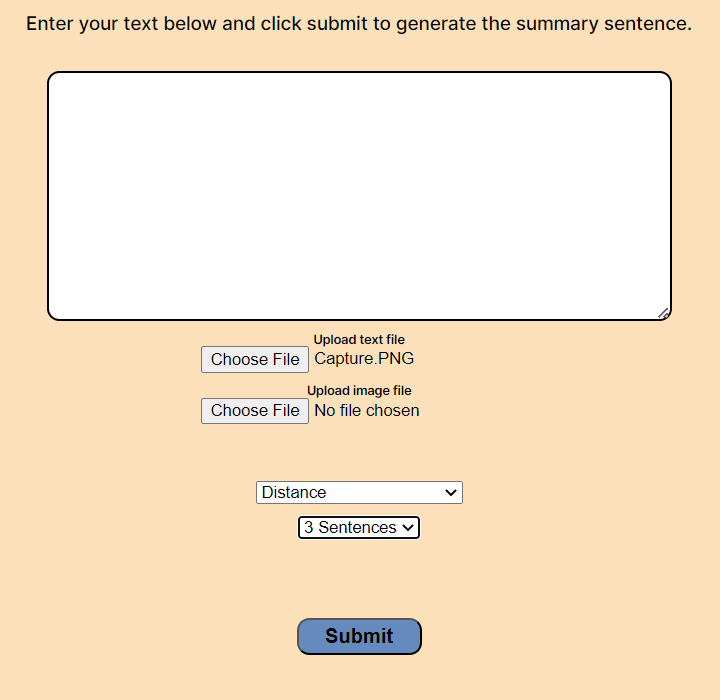 Enter your text below and click submit to generate the summary sentence.
Upload text file
Choose File Capture.PNG
Upload image file
Choose File No file chosen
Distance
3 Sentences
Submit